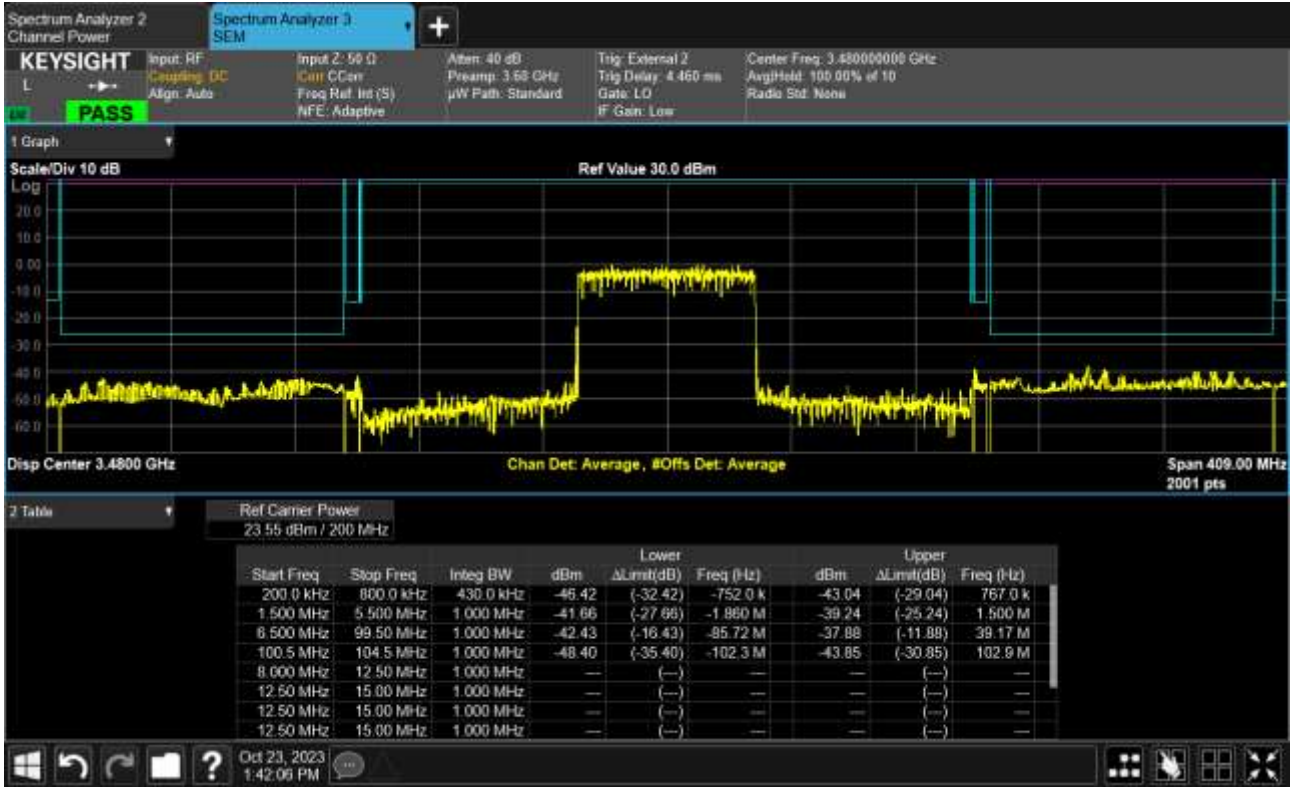 Spectrum Analyzer 2
Channel Power
Spectrum Analyzer 3
SEM
+
KEYSIGHT
L
PASS
Input: RF
Coupling: DC
Align: Auto
Input Z: 50 Ω
Corr CCorr
Freq Ref: Int (S)
NFE: Adaptive
Atten: 40 dB
Preamp: 3.60 GHz
µW Path: Standard
Trig: External 2
Trig Delay: 4.460 ms
Gate: LO
IF Gain: Low
Center Freq: 3.480000000 GHz
Avg|Hold: 100.00% of 10
Radio Std: None
1 Graph
Scale/Div 10 dB
Ref Value 30.0 dBm
Log
20.0
10.0
0.00
-10.0
-20.0
-30.0
-40.0
-50.0
-60.0
Disp Center 3.4800 GHz
Chan Det: Average, #Offs Det: Average
Span 409.00 MHz
2001 pts
2 Table
Ref Carrier Power
23.55 dBm / 200 MHz
Lower Upper
Start Freq Stop Freq Integ BW dBm ΔLimit(dB) Freq (Hz) dBm ΔLimit(dB) Freq (Hz)
200.0 kHz 800.0 kHz 430.0 kHz -46.42 (-32.42) -752.0 k -43.04 (-29.04) 767.0 k
1.500 MHz 5.500 MHz 1.000 MHz -41.66 (-27.66) -1.860 M -39.24 (-25.24) 1.500 M
6.500 MHz 99.50 MHz 1.000 MHz -42.43 (-16.43) -85.72 M -37.88 (-11.88) 39.17 M
100.5 MHz 104.5 MHz 1.000 MHz -48.40 (-35.40) -102.3 M -43.85 (-30.85) 102.9 M
8.000 MHz 12.50 MHz 1.000 MHz --- (---) --- --- (---) ---
12.50 MHz 15.00 MHz 1.000 MHz --- (---) --- --- (---) ---
12.50 MHz 15.00 MHz 1.000 MHz --- (---) --- --- (---) ---
12.50 MHz 15.00 MHz 1.000 MHz --- (---) --- --- (---) ---
?
Oct 23, 2023
1:42:06 PM